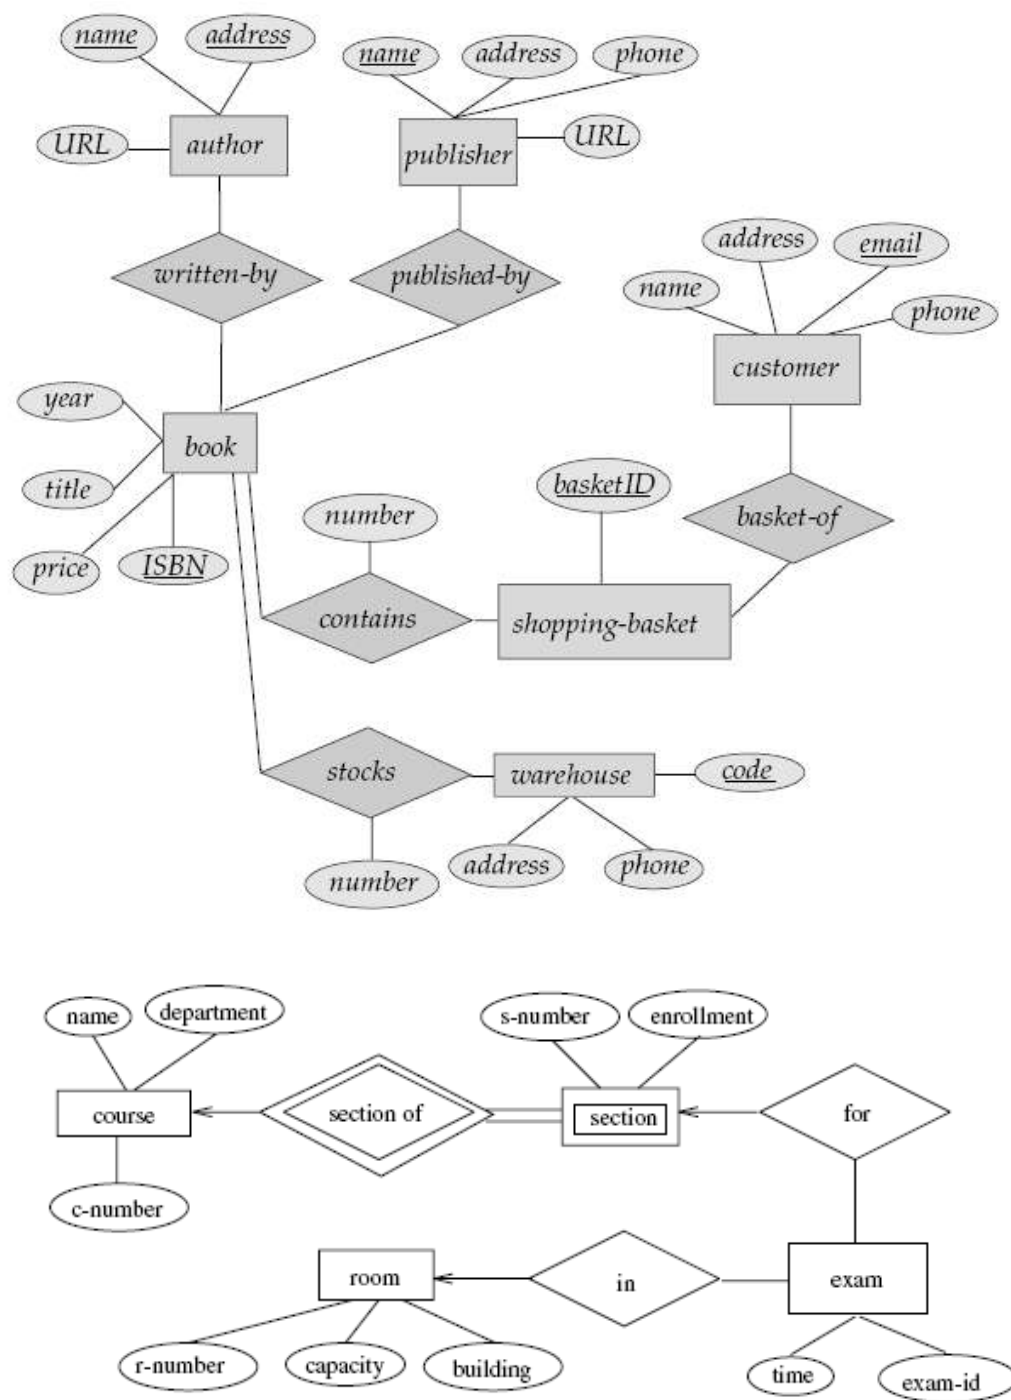 name
address
name
address
phone
URL
author
publisher
URL
written-by
published-by
address
email
name
phone
customer
year
book
title
price
ISBN
number
basketID
basket-of
contains
shopping-basket
stocks
warehouse
code
number
address
phone
name
department
s-number
enrollment
course
section of
section
for
c-number
room
in
exam
r-number
capacity
building
time
exam-id